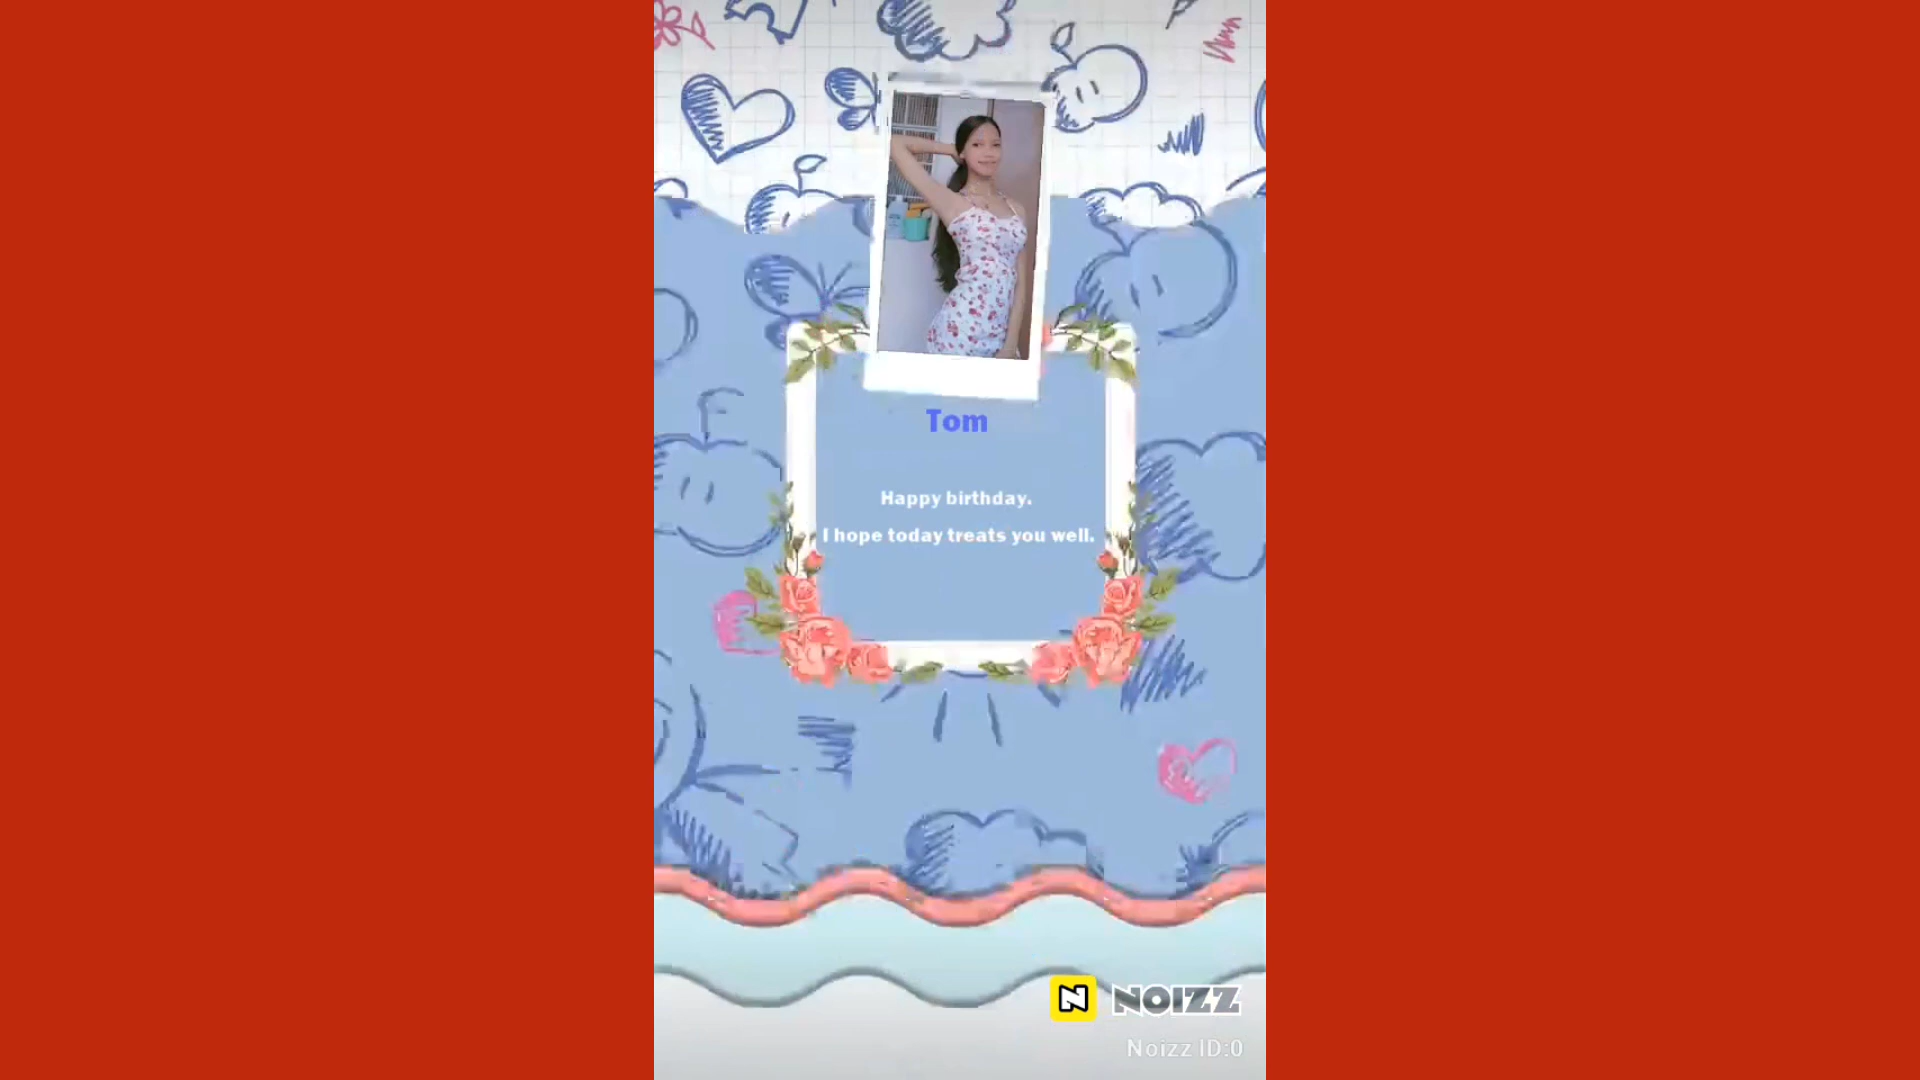 Tom
Happy birthday.
I hope today treats you well.
N NOIZZ
Noizz ID:0